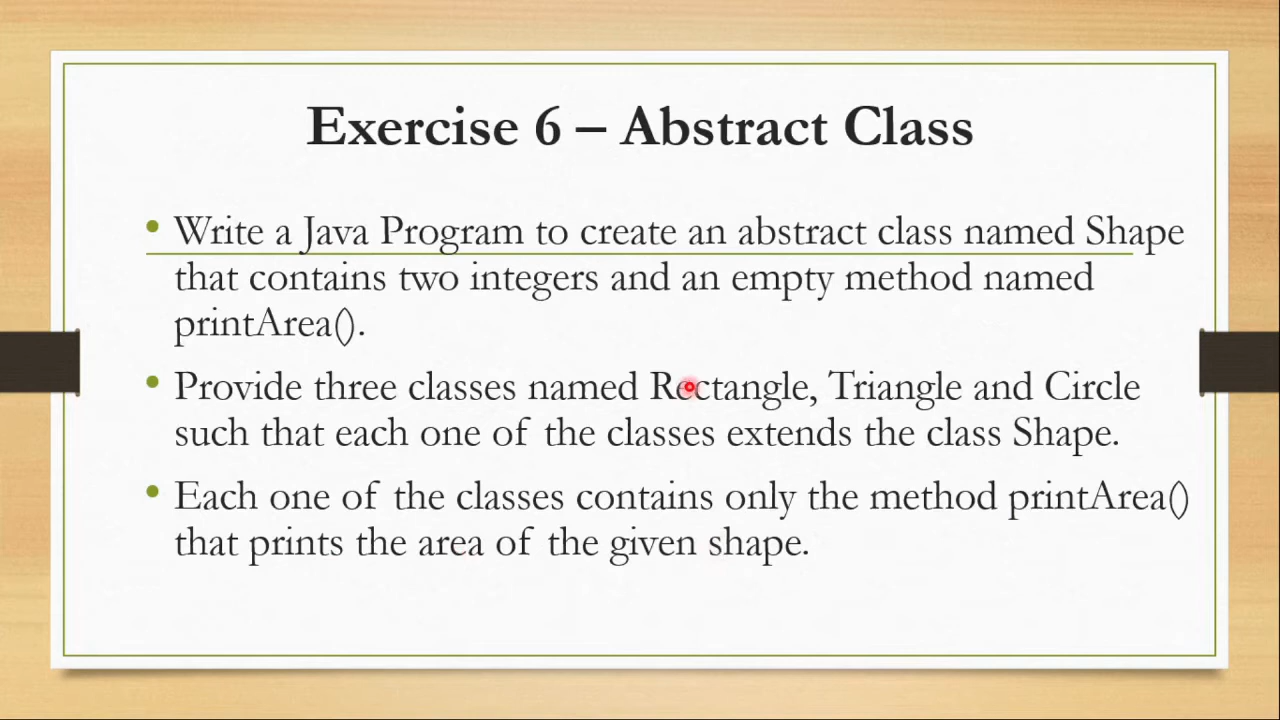 Exercise 6 – Abstract Class
• Write a Java Program to create an abstract class named Shape
that contains two integers and an empty method named
printArea().
• Provide three classes named Rectangle, Triangle and Circle
such that each one of the classes extends the class Shape.
• Each one of the classes contains only the method printArea()
that prints the area of the given shape.